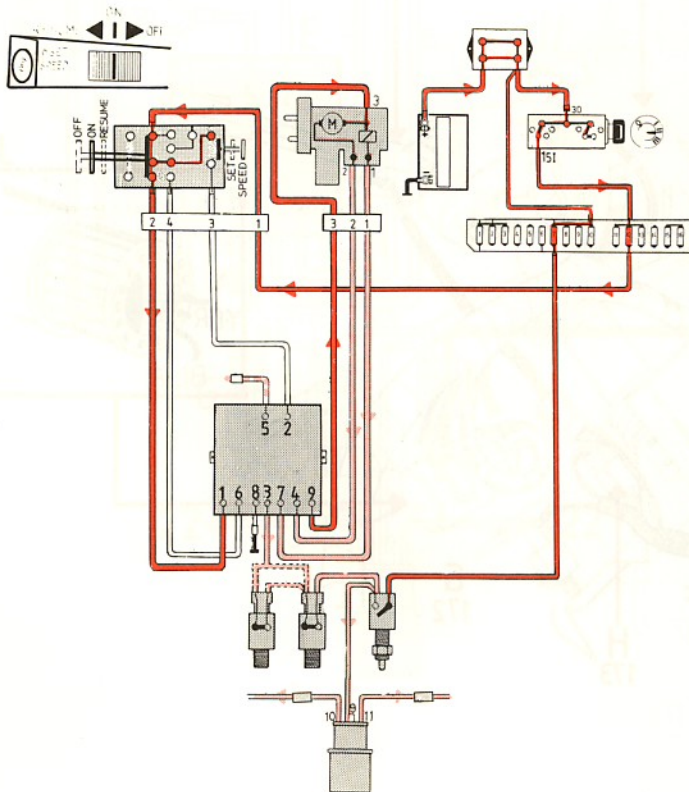 ON
OFF
OFF
ON
RESUME
SET
SPEED
M
3
2 1
30
15I
2 4 3 1
3 2 1
5 2
1 6 8 3 7 4 9
10 11